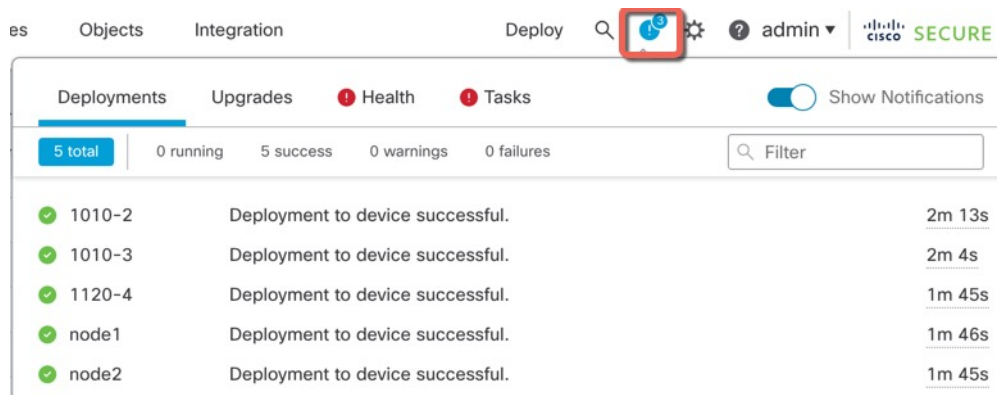 es Objects Integration Deploy 3 admin cisco SECURE
Deployments Upgrades Health Tasks Show Notifications
5 total 0 running 5 success 0 warnings 0 failures Filter
1010-2 Deployment to device successful. 2m 13s
1010-3 Deployment to device successful. 2m 4s
1120-4 Deployment to device successful. 1m 45s
node1 Deployment to device successful. 1m 46s
node2 Deployment to device successful. 1m 45s